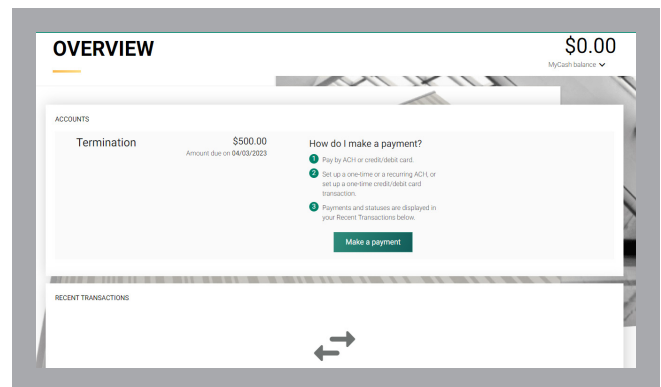 OVERVIEW
$0.00
MyCash balance
ACCOUNTS
Termination
$500.00
Amount due on 04/03/2023
How do I make a payment?
1 Pay by ACH or credit/debit card.
2 Set up a one-time or a recurring ACH, or
set up a one-time credit/debit card
transaction.
3 Payments and statuses are displayed in
your Recent Transactions below.
Make a payment
RECENT TRANSACTIONS